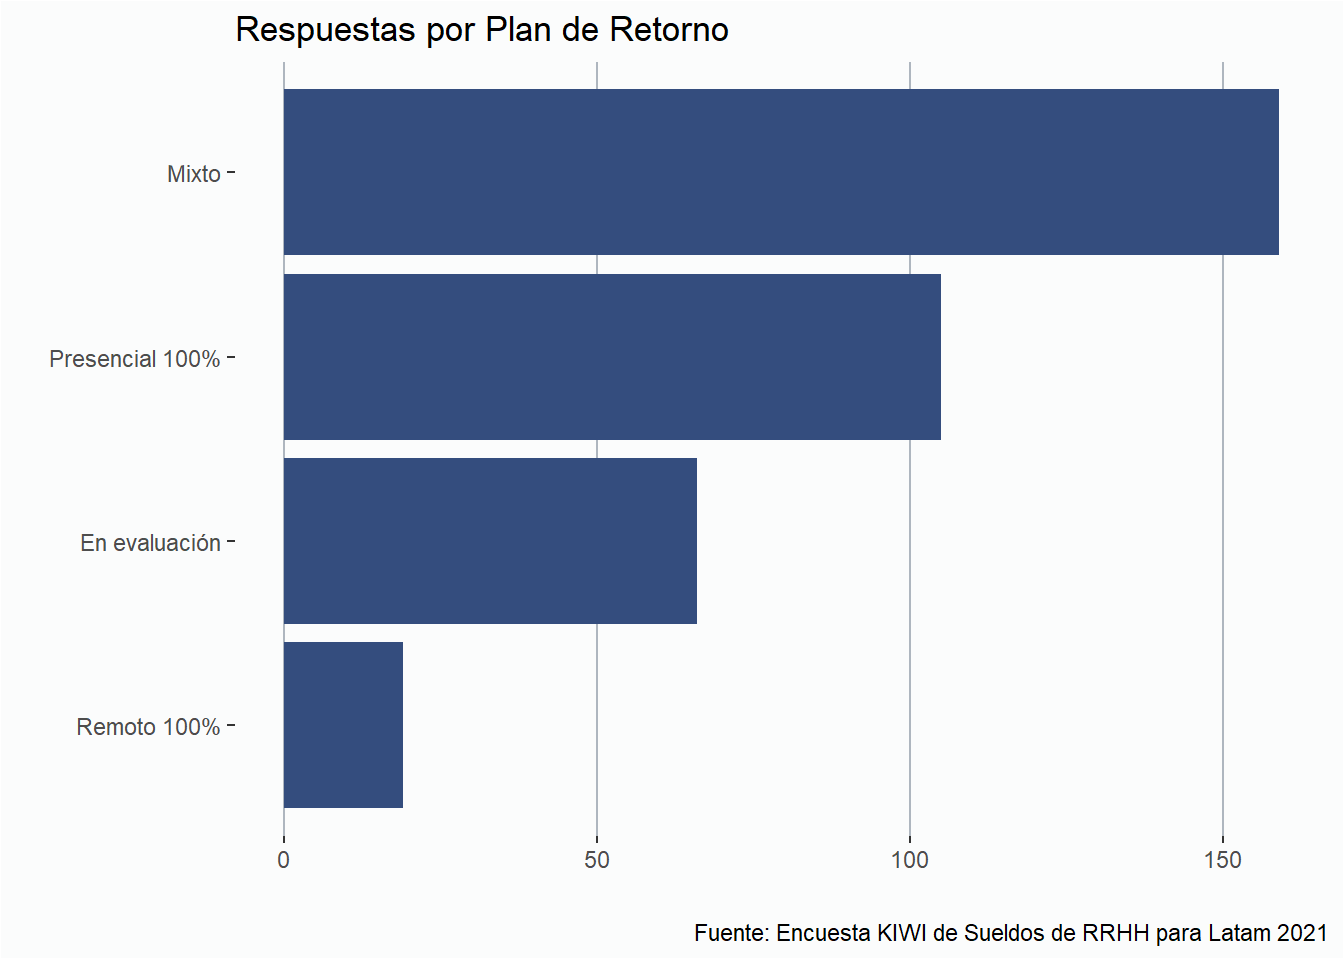 Respuestas por Plan de Retorno
Mixto
Presencial 100%
En evaluación
Remoto 100%
0 50 100 150
Fuente: Encuesta KIWI de Sueldos de RRHH para Latam 2021